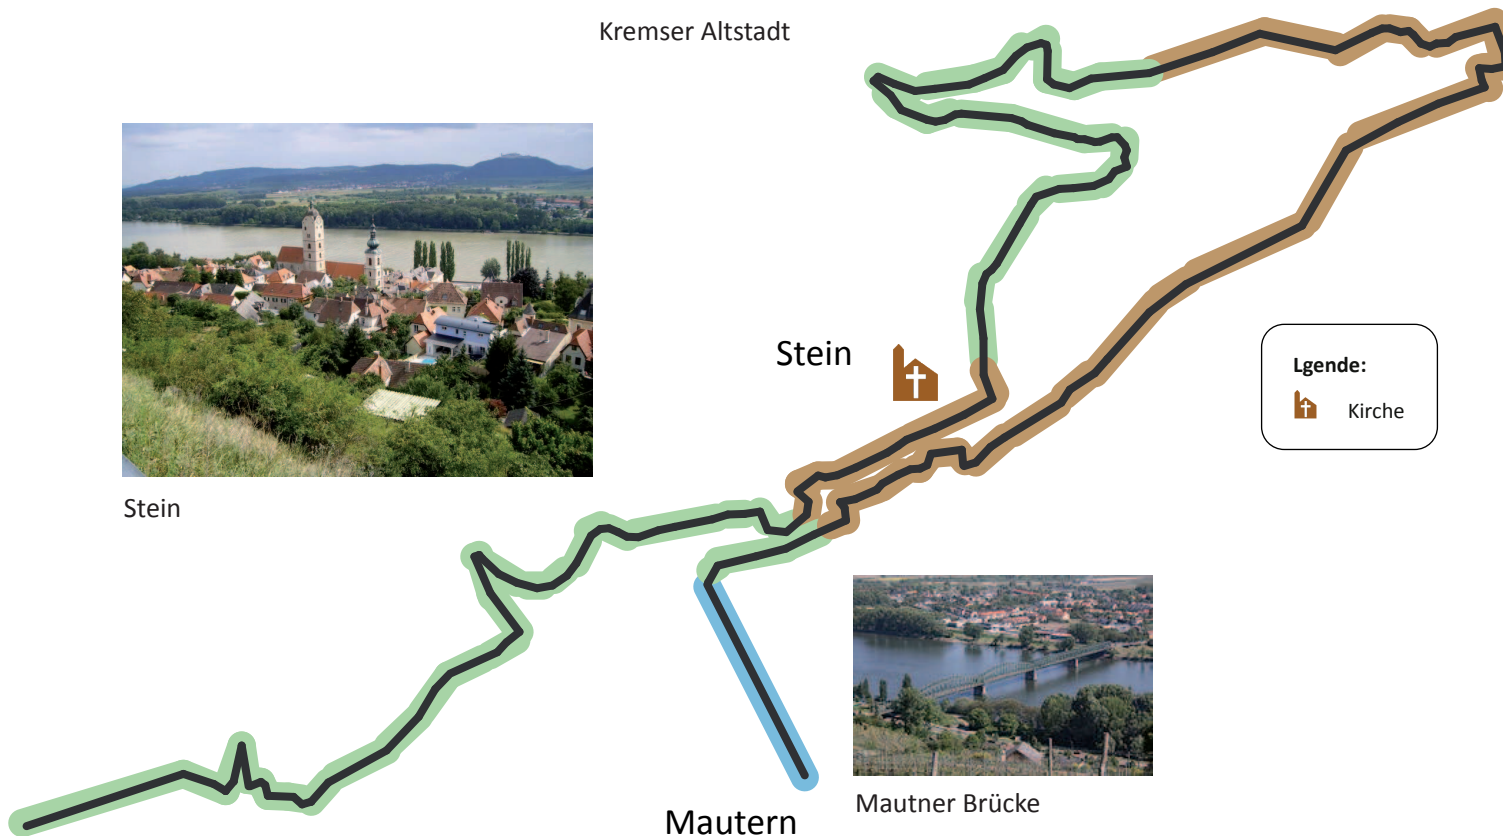 Kremser Altstadt
Stein
Lgende:
Kirche
Stein
Mautner Brücke
Mautern